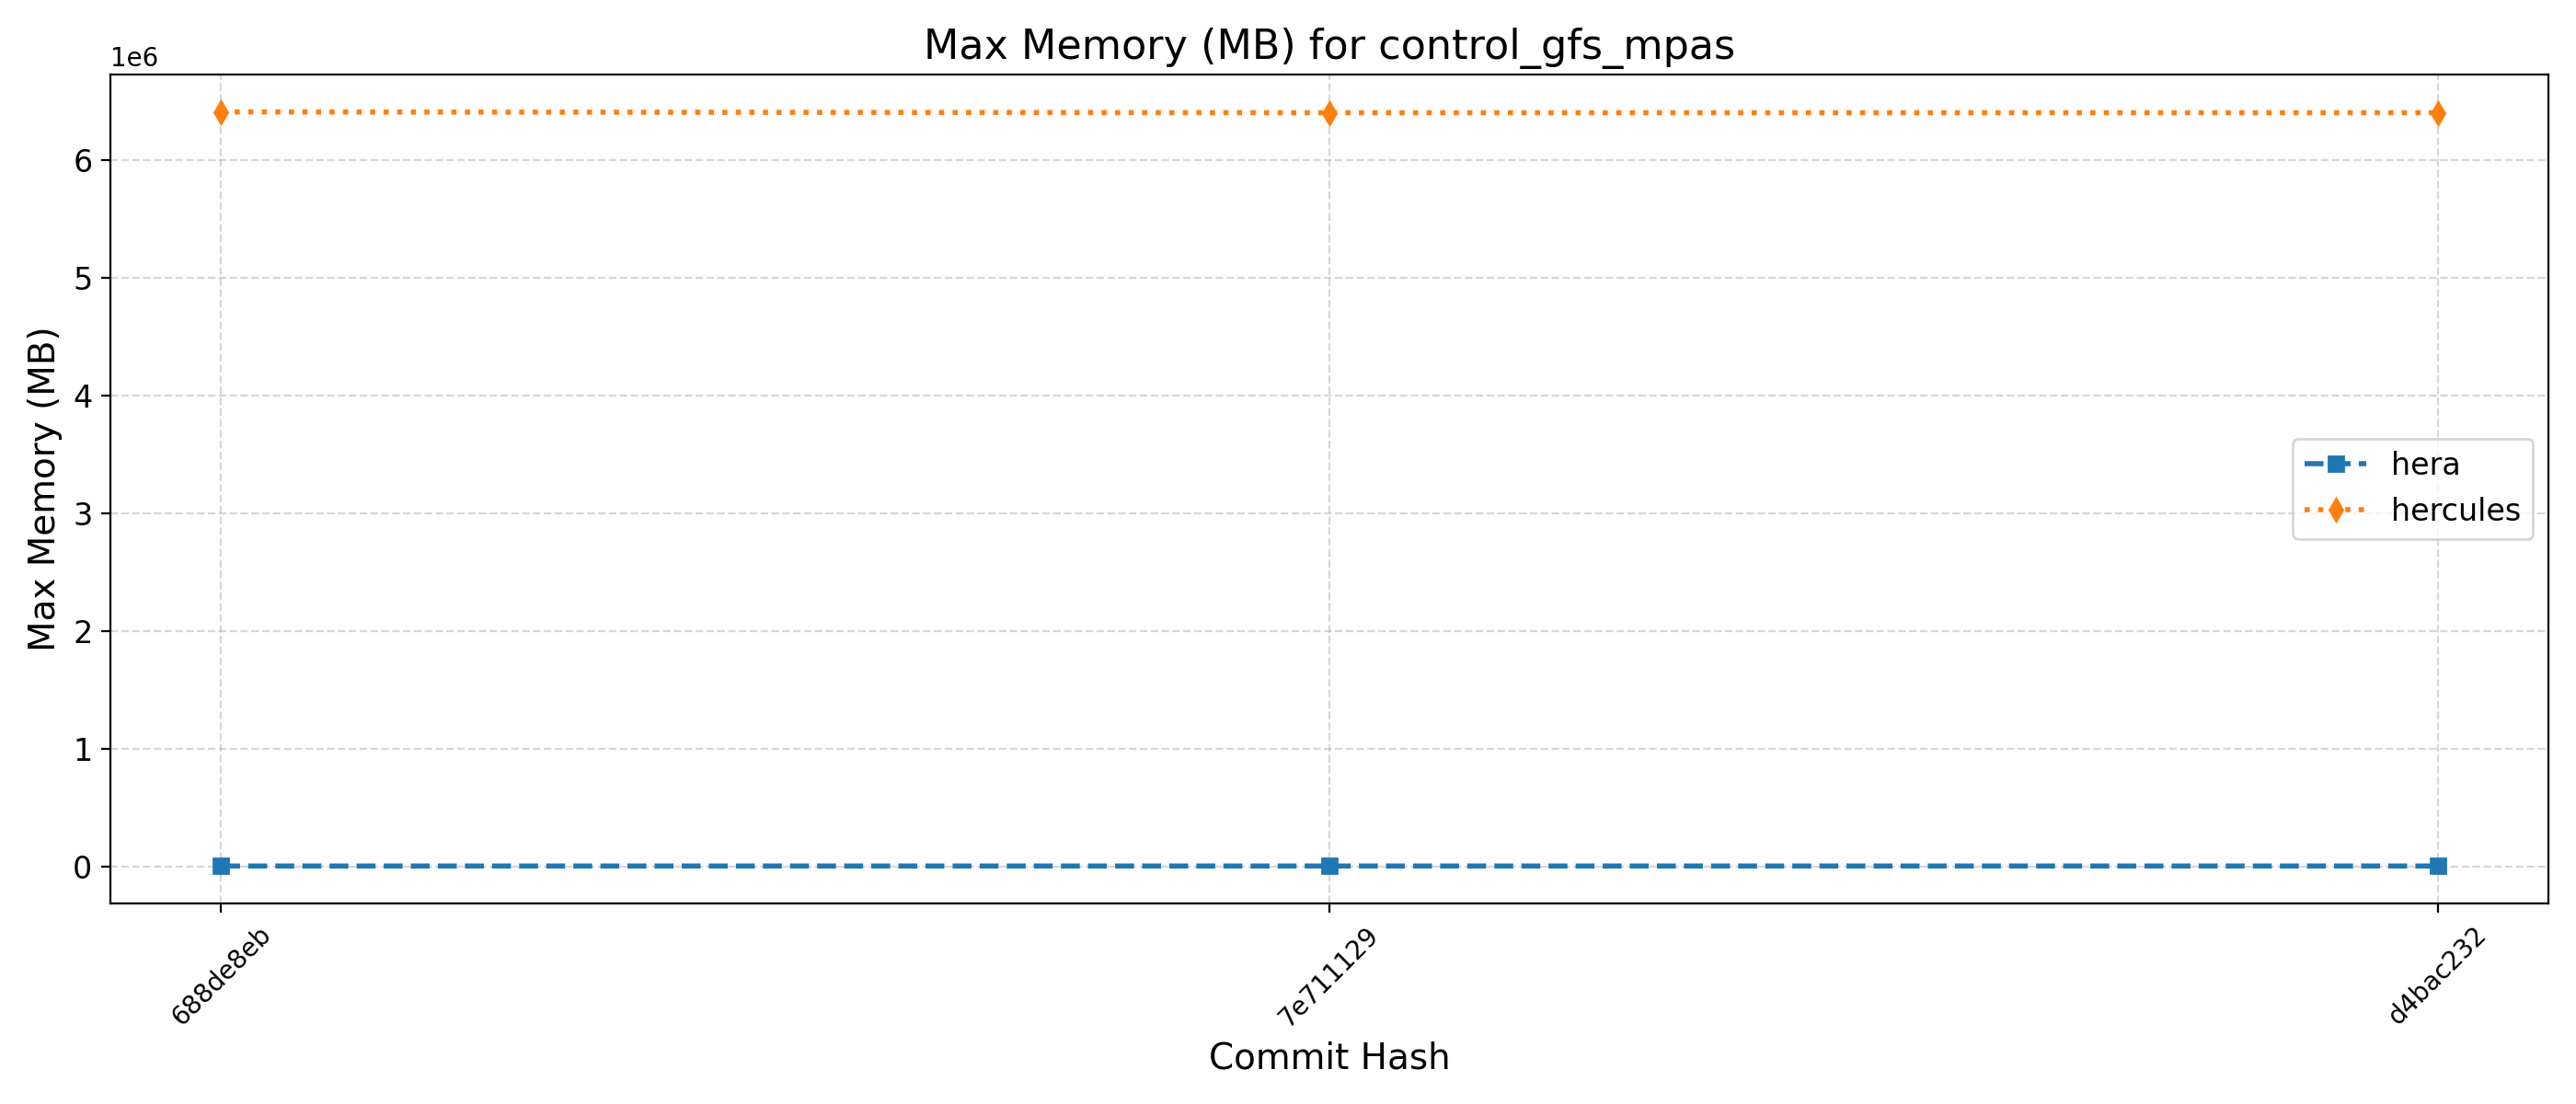 Max Memory (MB) for control_gfs_mpas
1e6
6
5
4
3
2
1
0
Max Memory (MB)
hera
hercules
688de8eb
7e711129
d4bac232
Commit Hash